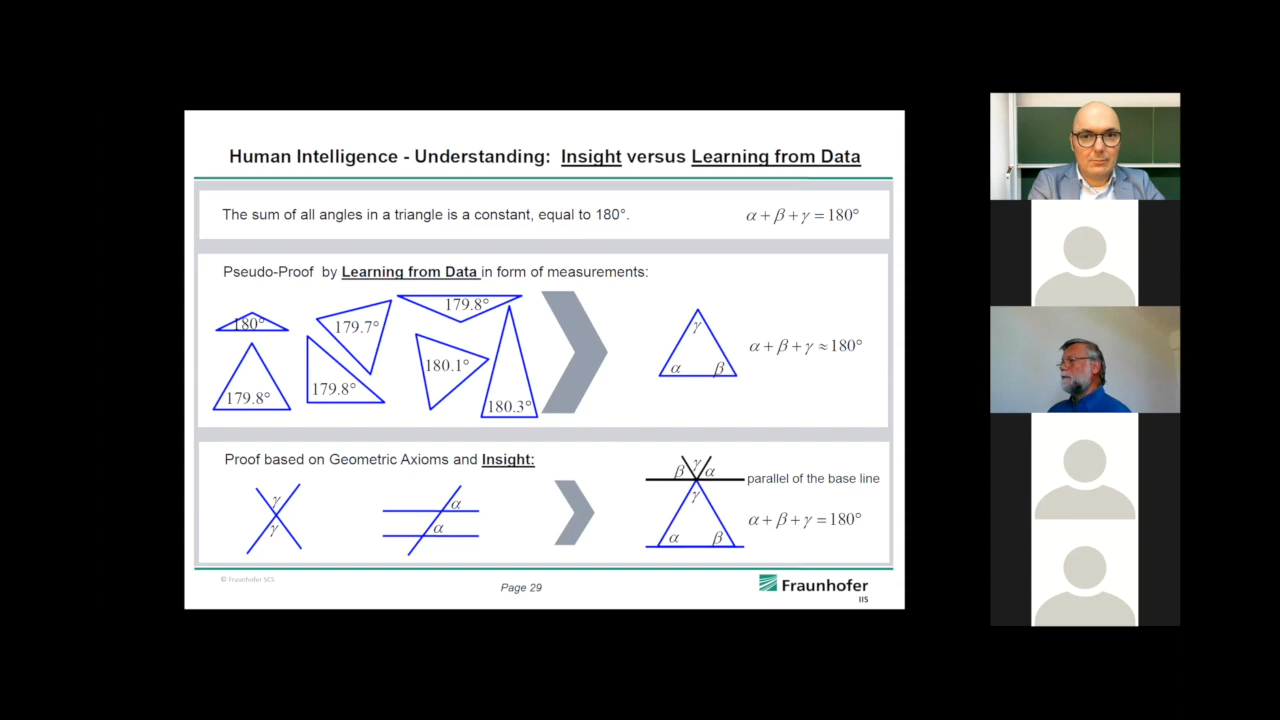 Human Intelligence - Understanding: Insight versus Learning from Data
The sum of all angles in a triangle is a constant, equal to 180°.
α + β + γ = 180°
Pseudo-Proof by Learning from Data in form of measurements:
180°
179.7°
179.8°
179.8°
179.8°
180.1°
180.3°
γ
α
β
α + β + γ ≈ 180°
Proof based on Geometric Axioms and Insight:
γ
γ
α
α
β γ α
parallel of the base line
γ
α + β + γ = 180°
α β
© Fraunhofer SCS
Page 29
Fraunhofer
IIS